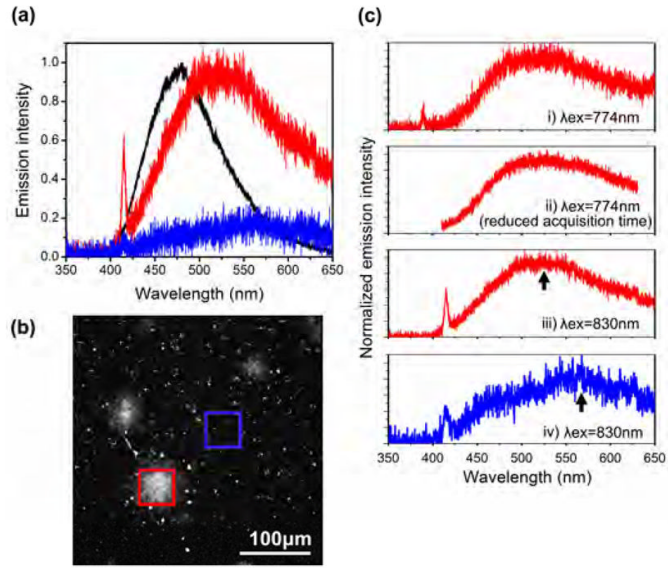 (a)
Emission intensity
1.0
0.8
0.6
0.4
0.2
0.0
350 400 450 500 550 600 650
Wavelength (nm)
(b)
100µm
(c)
Normalized emission intensity
i) λex=774nm
ii) λex=774nm
(reduced acquisition time)
iii) λex=830nm
iv) λex=830nm
350 400 450 500 550 600 650
Wavelength (nm)